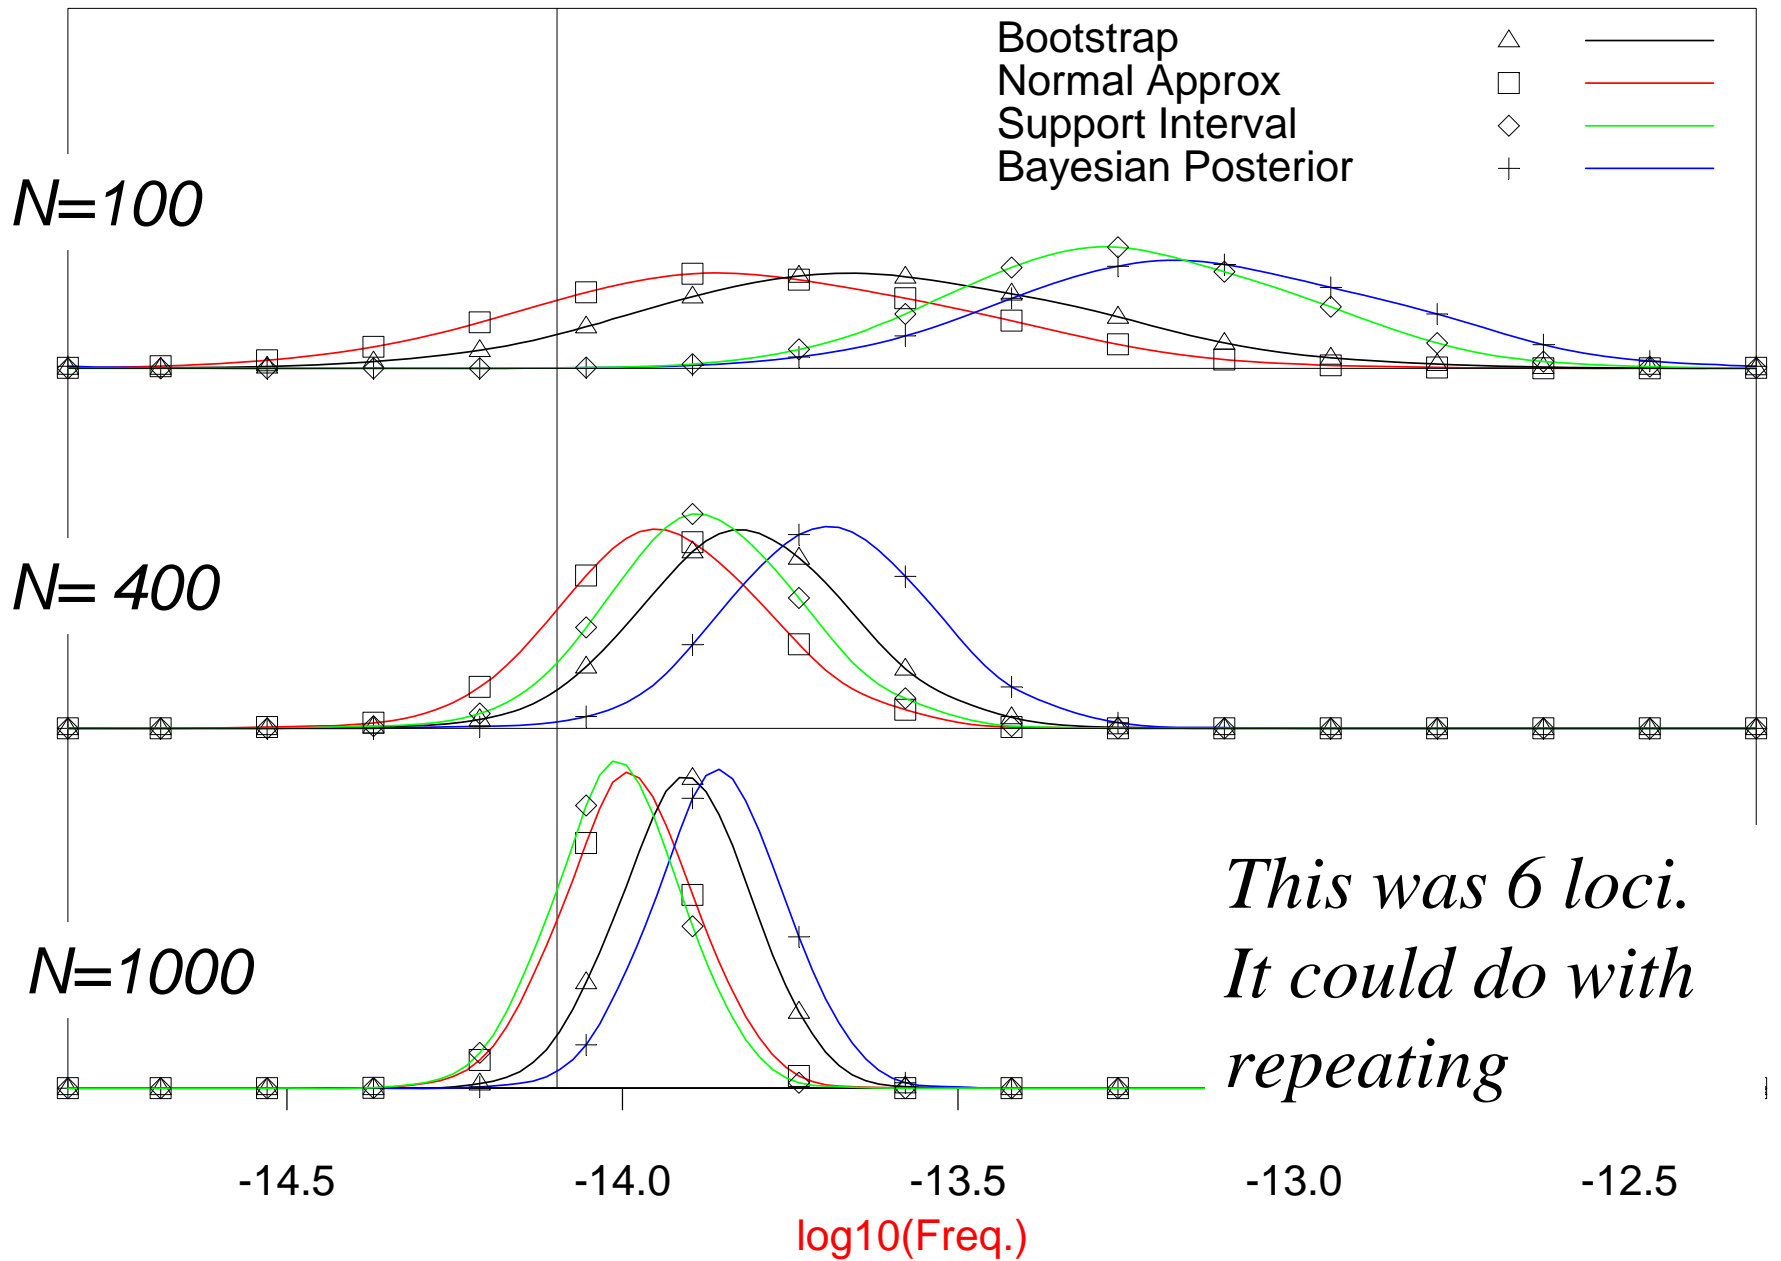 Bootstrap
Normal Approx
Support Interval
Bayesian Posterior
N=100
N= 400
N=1000
This was 6 loci.
It could do with
repeating
-14.5 -14.0 -13.5 -13.0 -12.5
log10(Freq.)